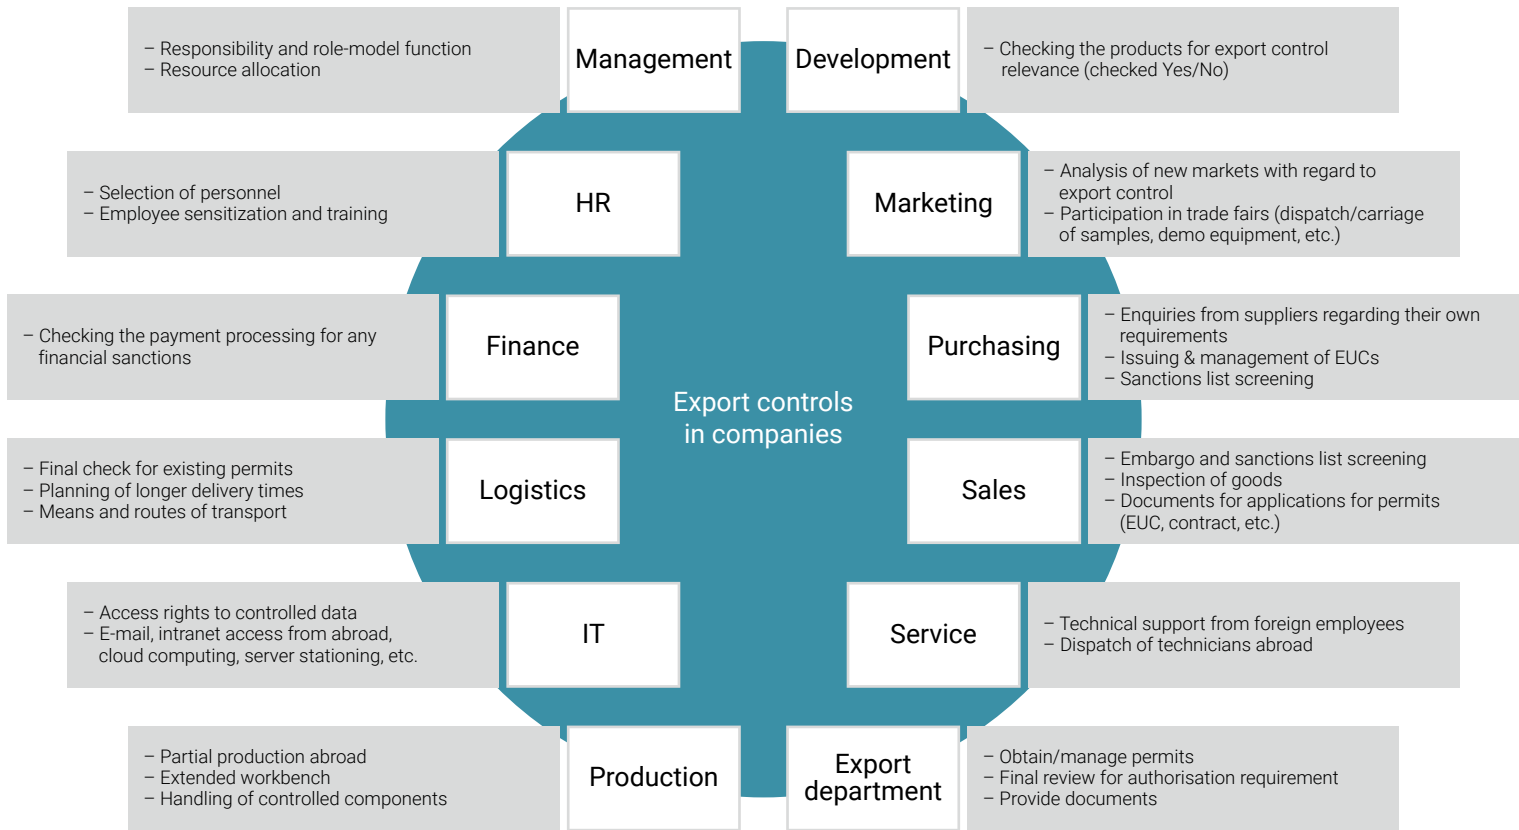 – Responsibility and role-model function
– Resource allocation
Management
Development
– Checking the products for export control
relevance (checked Yes/No)
– Selection of personnel
– Employee sensitization and training
HR
Marketing
– Analysis of new markets with regard to
export control
– Participation in trade fairs (dispatch/carriage
of samples, demo equipment, etc.)
– Checking the payment processing for any
financial sanctions
Finance
Purchasing
– Enquiries from suppliers regarding their own
requirements
– Issuing & management of EUCs
– Sanctions list screening
Export controls
in companies
– Final check for existing permits
– Planning of longer delivery times
– Means and routes of transport
Logistics
Sales
– Embargo and sanctions list screening
– Inspection of goods
– Documents for applications for permits
(EUC, contract, etc.)
– Access rights to controlled data
– E-mail, intranet access from abroad,
cloud computing, server stationing, etc.
IT
Service
– Technical support from foreign employees
– Dispatch of technicians abroad
– Partial production abroad
– Extended workbench
– Handling of controlled components
Production
Export
department
– Obtain/manage permits
– Final review for authorisation requirement
– Provide documents